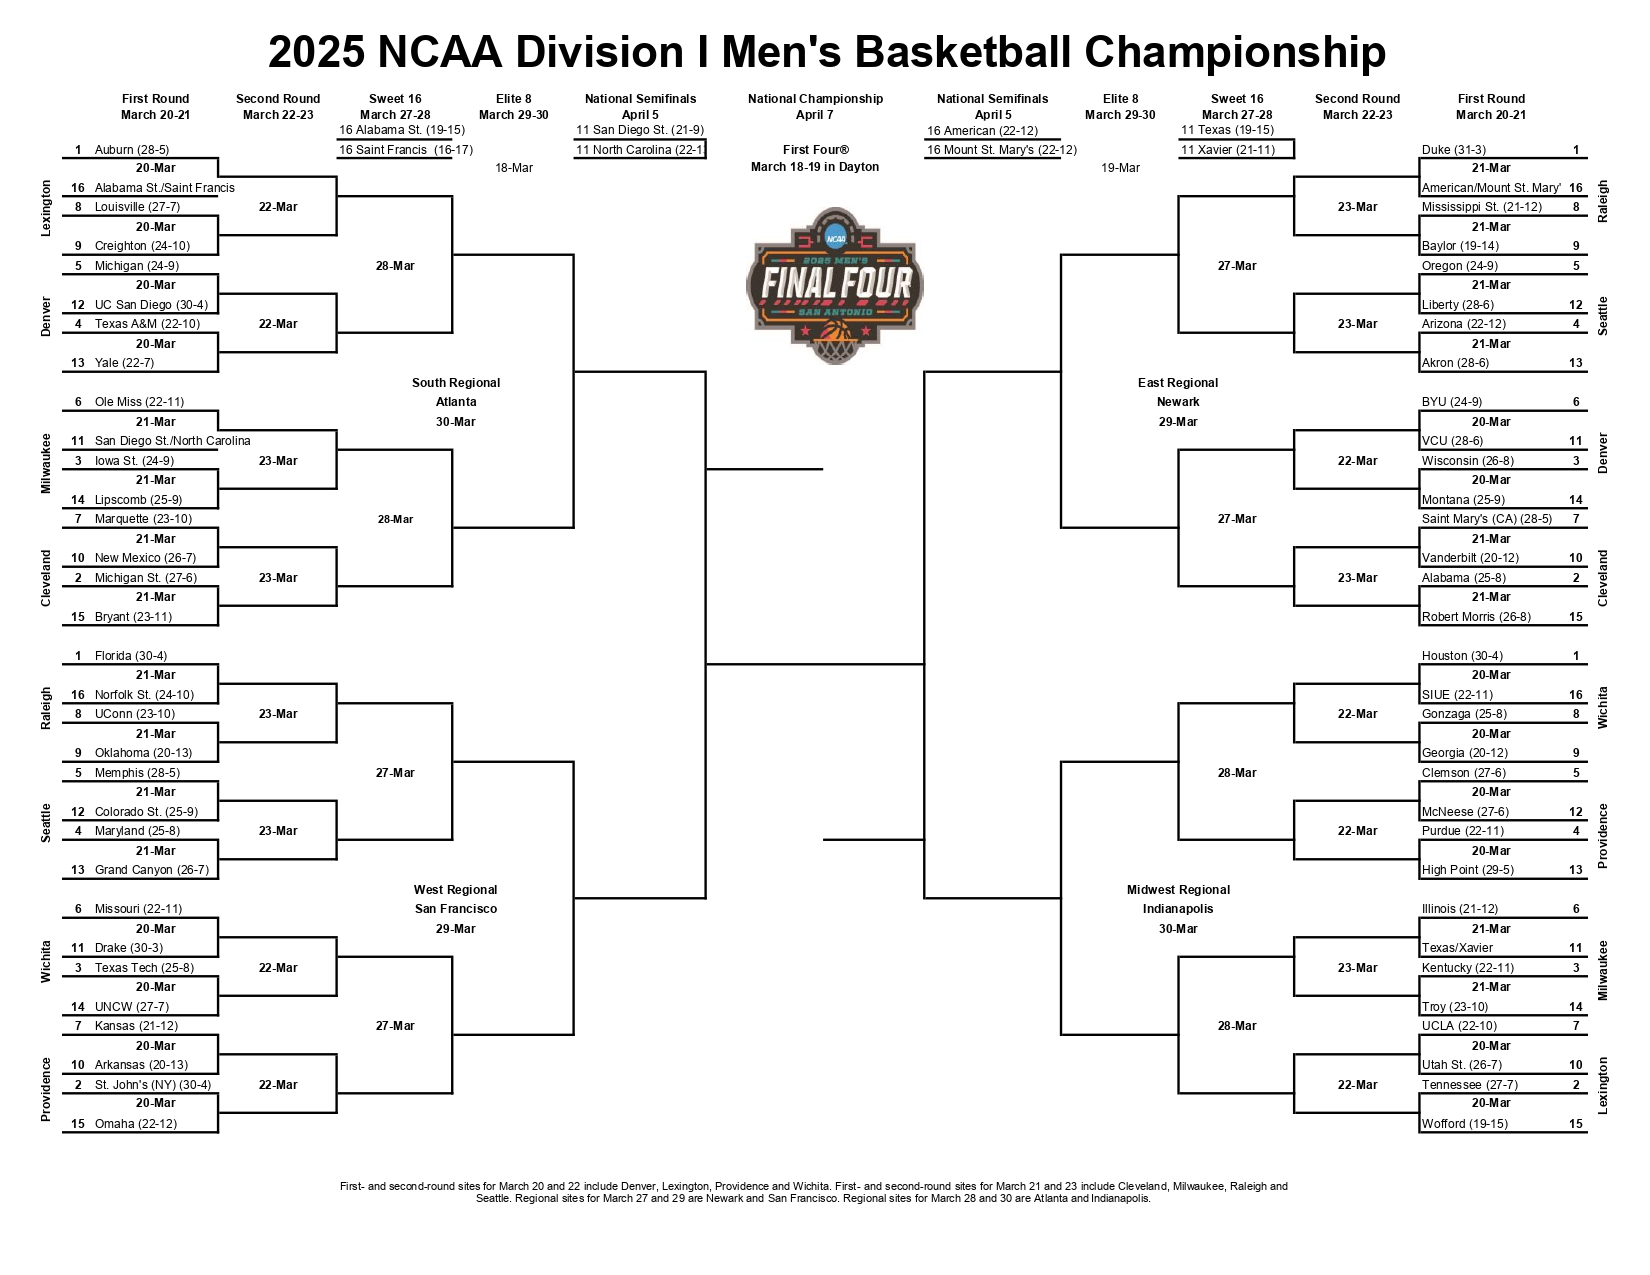 2025 NCAA Division I Men's Basketball Championship
First Round
March 20-21
Second Round
March 22-23
Sweet 16
March 27-28
Elite 8
March 29-30
National Semifinals
April 5
National Championship
April 7
National Semifinals
April 5
Elite 8
March 29-30
Sweet 16
March 27-28
Second Round
March 22-23
First Round
March 20-21
16 Alabama St. (19-15)
16 Saint Francis (16-17)
18-Mar
11 San Diego St. (21-9)
11 North Carolina (22-1
First Four®
March 18-19 in Dayton
16 American (22-12)
16 Mount St. Mary's (22-12)
19-Mar
11 Texas (19-15)
11 Xavier (21-11)
Lexington
1 Auburn (28-5)
20-Mar
16 Alabama St./Saint Francis
22-Mar
8 Louisville (27-7)
20-Mar
9 Creighton (24-10)
28-Mar
Denver
5 Michigan (24-9)
20-Mar
12 UC San Diego (30-4)
22-Mar
4 Texas A&M (22-10)
20-Mar
13 Yale (22-7)
South Regional
Atlanta
30-Mar
Milwaukee
6 Ole Miss (22-11)
21-Mar
11 San Diego St./North Carolina
23-Mar
3 Iowa St. (24-9)
21-Mar
14 Lipscomb (25-9)
28-Mar
Cleveland
7 Marquette (23-10)
21-Mar
10 New Mexico (26-7)
23-Mar
2 Michigan St. (27-6)
21-Mar
15 Bryant (23-11)
Raleigh
1 Florida (30-4)
21-Mar
16 Norfolk St. (24-10)
23-Mar
8 UConn (23-10)
21-Mar
9 Oklahoma (20-13)
27-Mar
Seattle
5 Memphis (28-5)
21-Mar
12 Colorado St. (25-9)
23-Mar
4 Maryland (25-8)
21-Mar
13 Grand Canyon (26-7)
West Regional
San Francisco
29-Mar
Wichita
6 Missouri (22-11)
20-Mar
11 Drake (30-3)
22-Mar
3 Texas Tech (25-8)
20-Mar
14 UNCW (27-7)
27-Mar
Providence
7 Kansas (21-12)
20-Mar
10 Arkansas (20-13)
22-Mar
2 St. John's (NY) (30-4)
20-Mar
15 Omaha (22-12)
NCAA
2025 MEN'S
FINAL FOUR
SAN ANTONIO
Duke (31-3) 1
21-Mar
American/Mount St. Mary' 16
23-Mar
Mississippi St. (21-12) 8
21-Mar
Baylor (19-14) 9
Raleigh
27-Mar
Oregon (24-9) 5
21-Mar
Liberty (28-6) 12
23-Mar
Arizona (22-12) 4
21-Mar
Akron (28-6) 13
Seattle
East Regional
Newark
29-Mar
BYU (24-9) 6
20-Mar
VCU (28-6) 11
22-Mar
Wisconsin (26-8) 3
20-Mar
Montana (25-9) 14
Denver
27-Mar
Saint Mary's (CA) (28-5) 7
21-Mar
Vanderbilt (20-12) 10
23-Mar
Alabama (25-8) 2
21-Mar
Robert Morris (26-8) 15
Cleveland
Houston (30-4) 1
20-Mar
SIUE (22-11) 16
22-Mar
Gonzaga (25-8) 8
20-Mar
Georgia (20-12) 9
Wichita
28-Mar
Clemson (27-6) 5
20-Mar
McNeese (27-6) 12
22-Mar
Purdue (22-11) 4
20-Mar
High Point (29-5) 13
Providence
Midwest Regional
Indianapolis
30-Mar
Illinois (21-12) 6
21-Mar
Texas/Xavier 11
23-Mar
Kentucky (22-11) 3
21-Mar
Troy (23-10) 14
Milwaukee
28-Mar
UCLA (22-10) 7
20-Mar
Utah St. (26-7) 10
22-Mar
Tennessee (27-7) 2
20-Mar
Wofford (19-15) 15
Lexington
First- and second-round sites for March 20 and 22 include Denver, Lexington, Providence and Wichita. First- and second-round sites for March 21 and 23 include Cleveland, Milwaukee, Raleigh and
Seattle. Regional sites for March 27 and 29 are Newark and San Francisco. Regional sites for March 28 and 30 are Atlanta and Indianapolis.